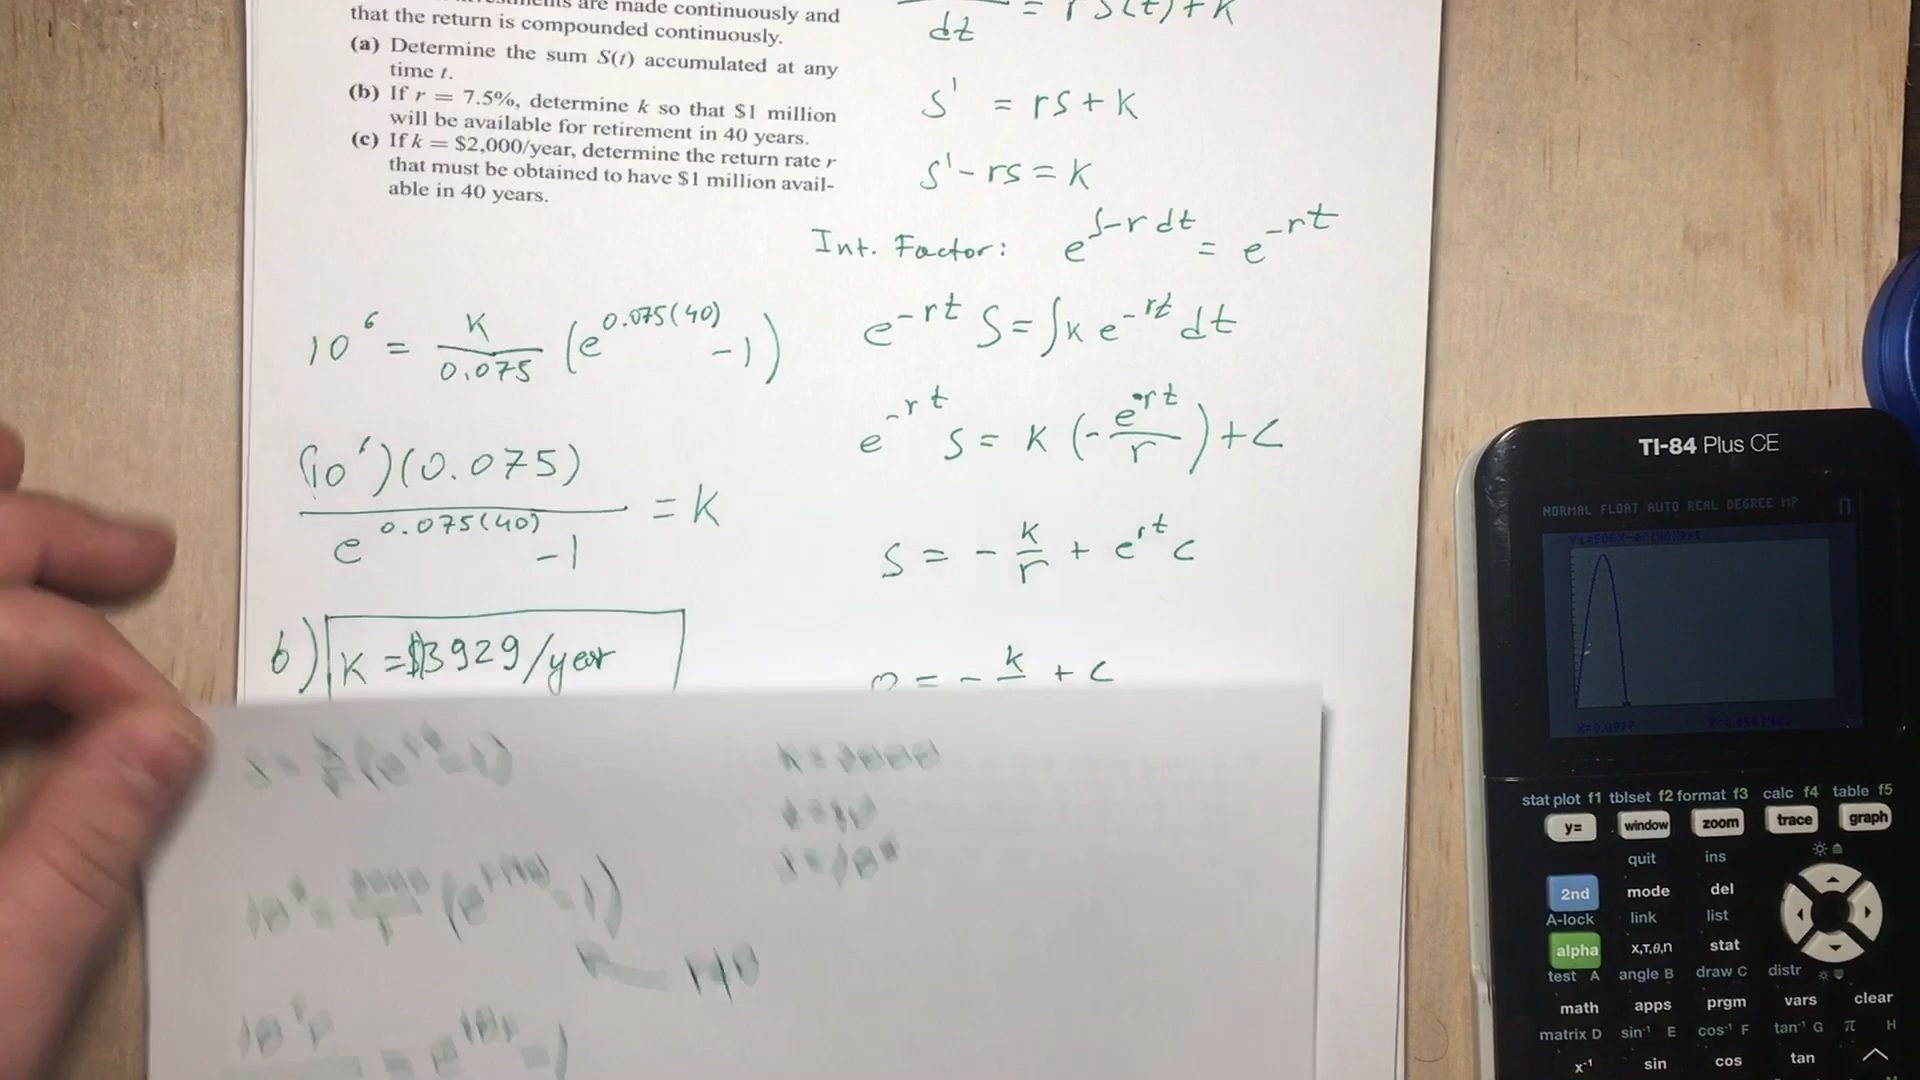 are made continuously and
that the return is compounded continuously.
(a) Determine the sum S(t) accumulated at any
time t.
(b) If r = 7.5%, determine k so that $1 million
will be available for retirement in 40 years.
(c) If k = $2,000/year, determine the return rate r
that must be obtained to have $1 million avail-
able in 40 years.
dt = r S(t) + K
S' = rS + K
S' - rS = K
Int. Factor: e^∫-r dt = e^-rt
e^-rt S = ∫ K e^-rt dt
e^-rt S = K (- e^-rt / r) + C
S = - K/r + e^rt C
0 = - K + C
10^6 = K/0.075 (e^0.075(40) - 1)
(10^6)(0.075) / e^0.075(40) - 1 = K
b) K = $3929/year
TI-84 Plus CE
NORMAL FLOAT AUTO REAL DEGREE MP
stat plot f1 tblset f2 format f3 calc f4 table f5
y= window zoom trace graph
quit ins
2nd mode del
A-lock link list
alpha X,T,θ,n stat
test A angle B draw C distr
math apps prgm vars clear
matrix D sin⁻¹ E cos⁻¹ F tan⁻¹ G π H
x⁻¹ sin cos tan ^